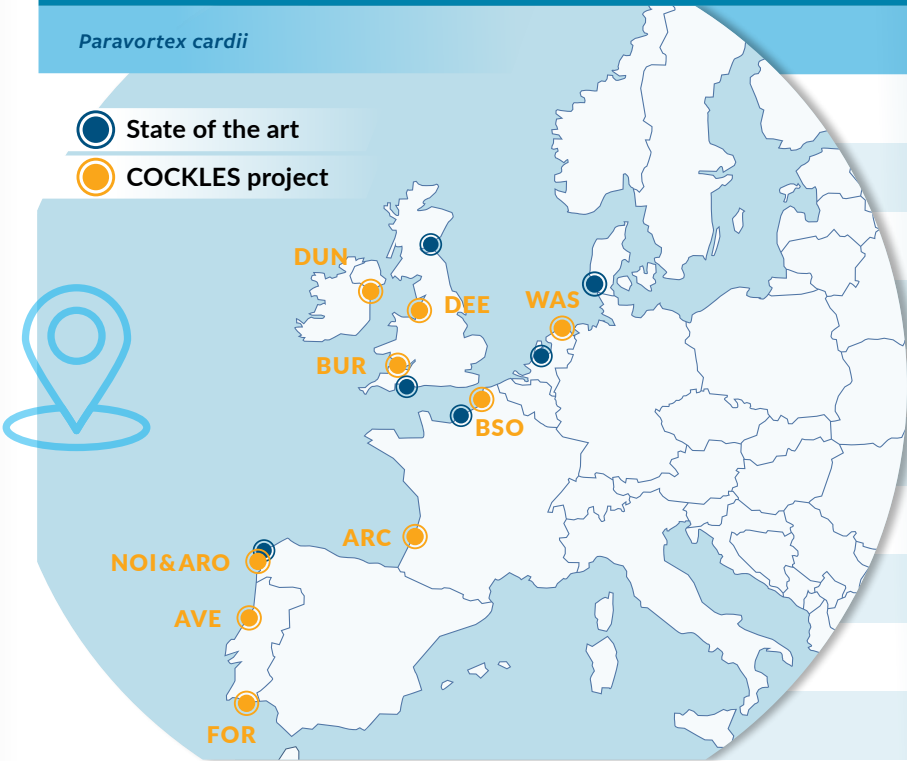 Paravortex cardii
State of the art
COCKLES project
DUN
DEE
WAS
BUR
BSO
ARC
NOI&ARO
AVE
FOR